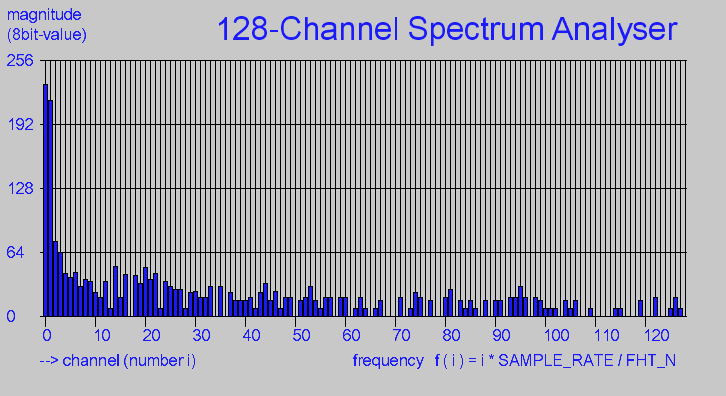 magnitude
(8bit-value)
128-Channel Spectrum Analyser
256
192
128
64
0
0 10 20 30 40 50 60 70 80 90 100 110 120
--> channel (number i)
frequency f ( i ) = i * SAMPLE_RATE / FHT_N